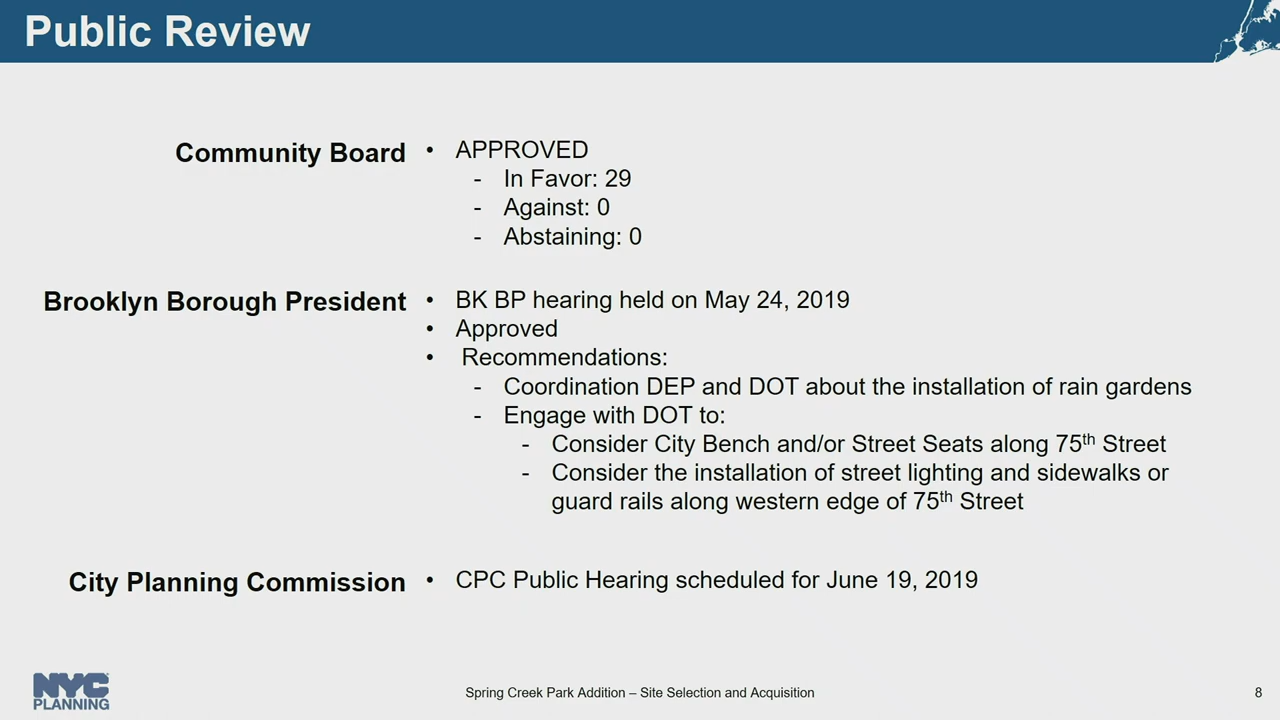 Public Review
Community Board
• APPROVED
- In Favor: 29
- Against: 0
- Abstaining: 0
Brooklyn Borough President
• BK BP hearing held on May 24, 2019
• Approved
• Recommendations:
- Coordination DEP and DOT about the installation of rain gardens
- Engage with DOT to:
- Consider City Bench and/or Street Seats along 75th Street
- Consider the installation of street lighting and sidewalks or
guard rails along western edge of 75th Street
City Planning Commission
• CPC Public Hearing scheduled for June 19, 2019
NYC
PLANNING
Spring Creek Park Addition – Site Selection and Acquisition
8